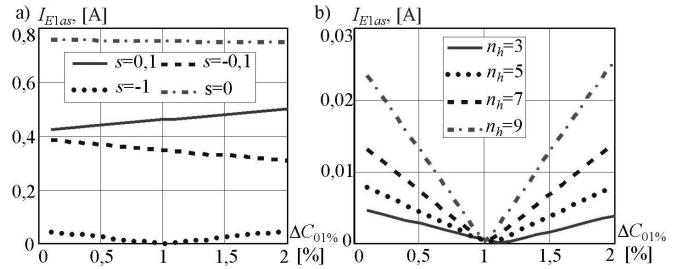 a) I_E1as, [A]
0,8
0,6
0,4
0,2
0
s=0,1 s=-0,1
s=-1 s=0
0 0,5 1 1,5 2
ΔC_01%
[%]
b) I_E1as, [A]
0,03
0,02
0,01
0
n_h=3
n_h=5
n_h=7
n_h=9
0 0,5 1 1,5 2
ΔC_01%
[%]